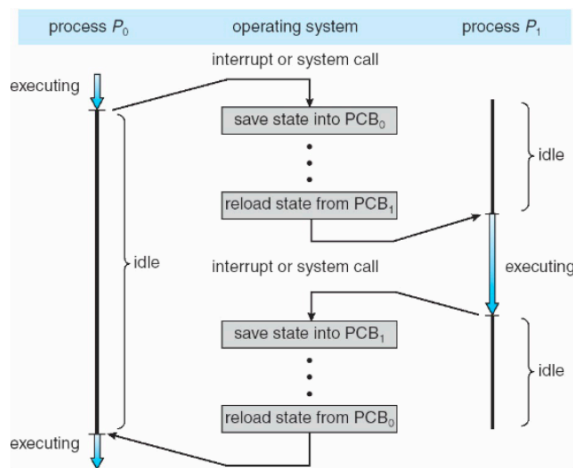 process P0 operating system process P1
interrupt or system call
executing
save state into PCB0
idle
reload state from PCB1
idle
interrupt or system call
executing
save state into PCB1
idle
reload state from PCB0
executing